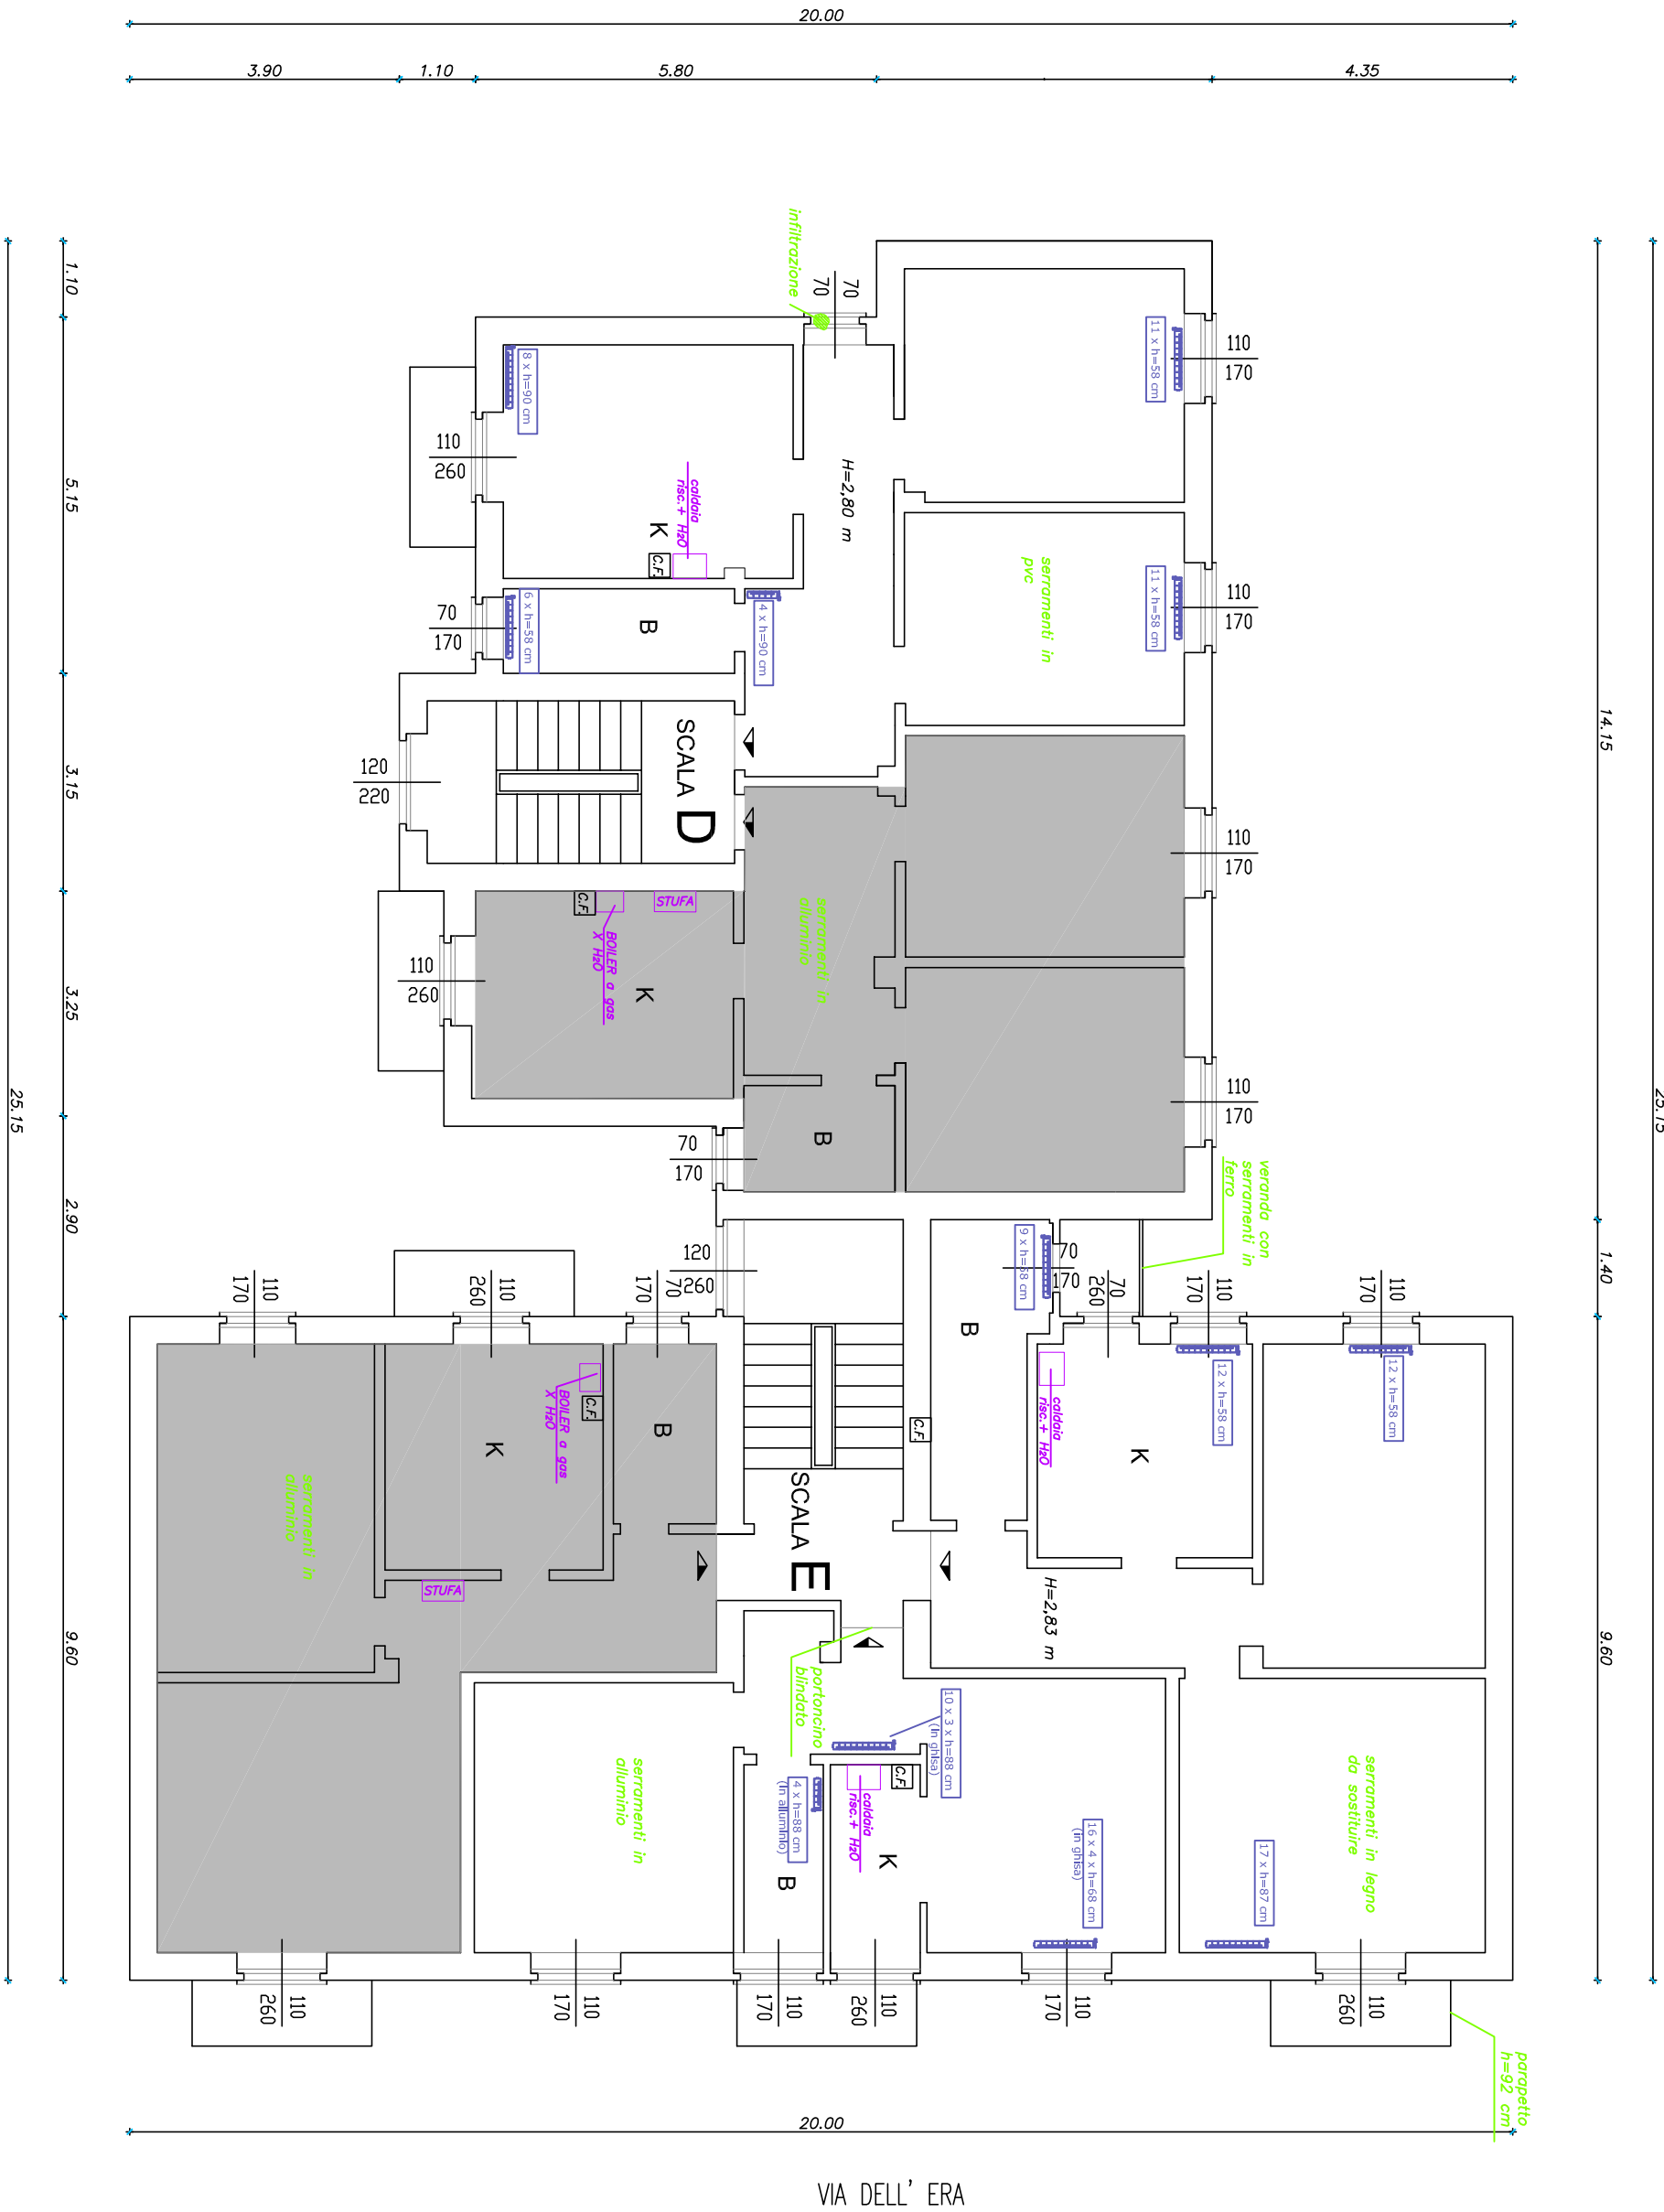 20.00
3.90
1.10
5.80
4.35
1.10
5.15
3.15
3.25
2.90
9.60
25.15
14.15
1.40
9.60
25.15
infiltrazione
70
70
110
170
11 x h=58 cm
8 x h=90 cm
110
260
H=2,80 m
caldaia
risc.+ H2O
K
C.F.
serramenti in
pvc
110
170
11 x h=58 cm
70
170
6 x h=58 cm
B
4 x h=90 cm
SCALA D
120
220
110
170
C.F.
STUFA
BOILER a gas
X H2O
K
serramenti in
alluminio
110
260
110
170
B
70
170
veranda con
serramenti in
ferro
120
260
9 x h=58 cm
70
170
70
260
110
170
110
170
110
170
110
260
70
170
B
12 x h=58 cm
12 x h=58 cm
caldaia
risc.+ H2O
K
C.F.
BOILER a gas
X H2O
C.F.
B
K
serramenti in
alluminio
SCALA E
STUFA
H=2,83 m
portoncino
blindato
10 x 3 x h=88 cm
(in ghisa)
serramenti in
alluminio
4 x h=88 cm
(in alluminio)
B
caldaia
risc.+ H2O
C.F.
K
16 x 4 x h=68 cm
(in ghisa)
17 x h=87 cm
serramenti in legno
da sostituire
110
260
110
170
110
170
110
260
110
170
110
260
parapetto
h=92 cm
20.00
VIA DELL' ERA